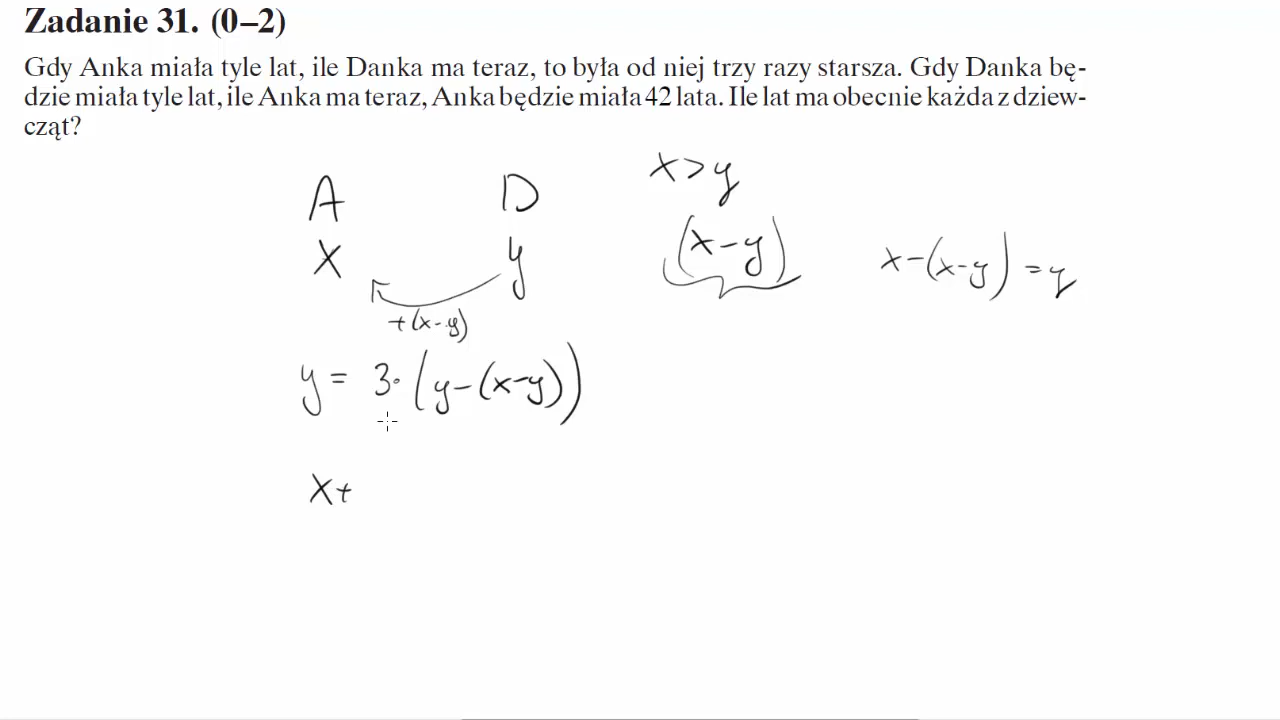 Zadanie 31. (0–2)
Gdy Anka miała tyle lat, ile Danka ma teraz, to była od niej trzy razy starsza. Gdy Danka bę-
dzie miała tyle lat, ile Anka ma teraz, Anka będzie miała 42 lata. Ile lat ma obecnie każda z dziew-
cząt?
A D x > y
x y (x-y) x-(x-y) = y
+(x-y)
y = 3·(y-(x-y))
x+